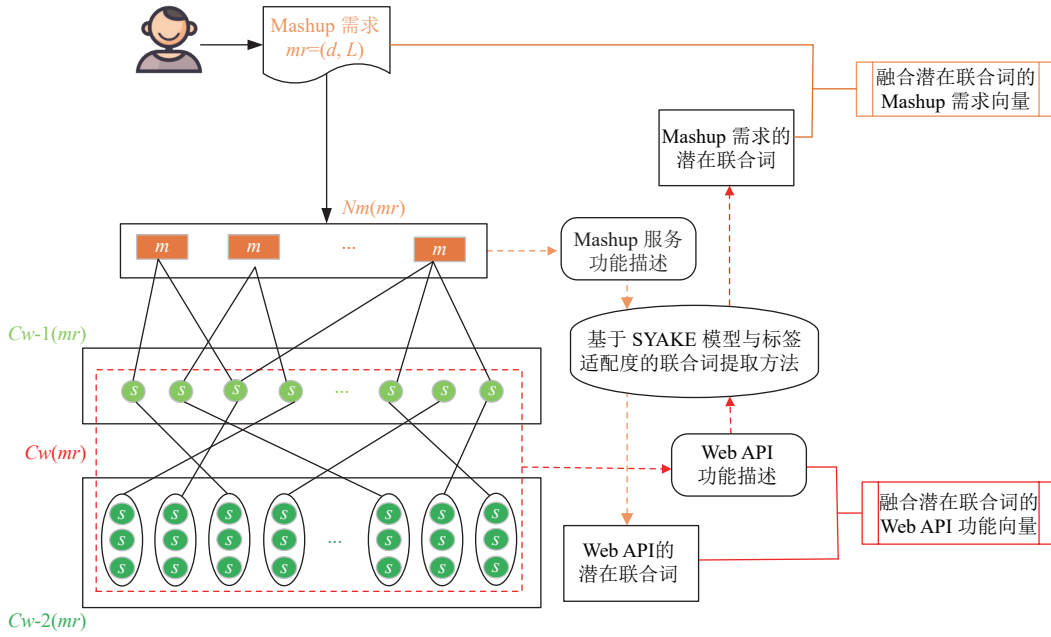 Mashup 需求
mr=(d, L)
融合潜在联合词的
Mashup 需求向量
Mashup 需求的
潜在联合词
Nm(mr)
m m ... m
Mashup 服务
功能描述
Cw-1(mr)
基于 SYAKE 模型与标签
适配度的联合词提取方法
s s s s ... s s s
Cw(mr)
Web API
功能描述
融合潜在联合词的
Web API 功能向量
s s s s s s s
s s s s ... s s s
s s s s s s s
Web API的
潜在联合词
Cw-2(mr)